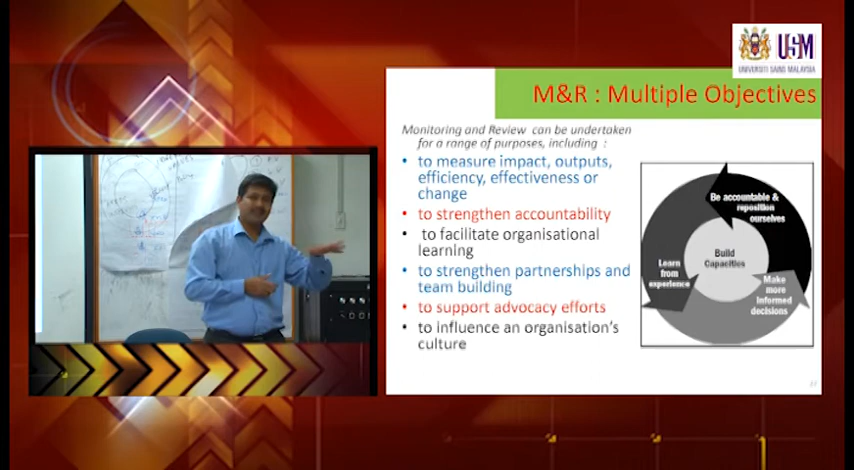 USM
UNIVERSITI SAINS MALAYSIA
M&R : Multiple Objectives
Monitoring and Review can be undertaken
for a range of purposes, including :
• to measure impact, outputs,
efficiency, effectiveness or
change
• to strengthen accountability
• to facilitate organisational
learning
• to strengthen partnerships and
team building
• to support advocacy efforts
• to influence an organisation's
culture
Be accountable &
reposition
ourselves
Build
Capacities
Learn
from
experience
Make
more
informed
decisions